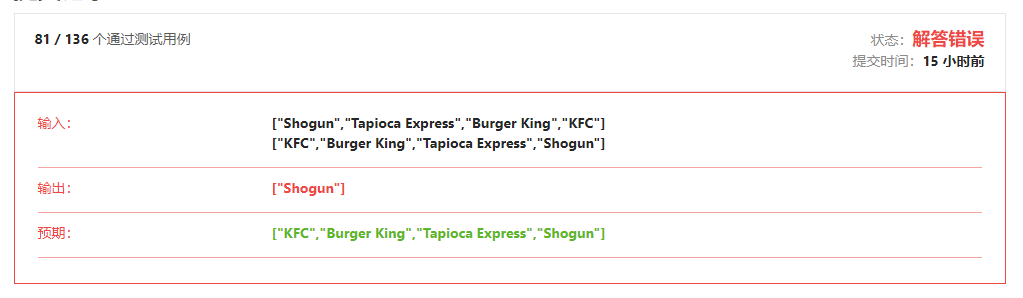 81 / 136 个通过测试用例
状态：解答错误
提交时间：15 小时前
输入：
["Shogun","Tapioca Express","Burger King","KFC"]
["KFC","Burger King","Tapioca Express","Shogun"]
输出：
["Shogun"]
预期：
["KFC","Burger King","Tapioca Express","Shogun"]